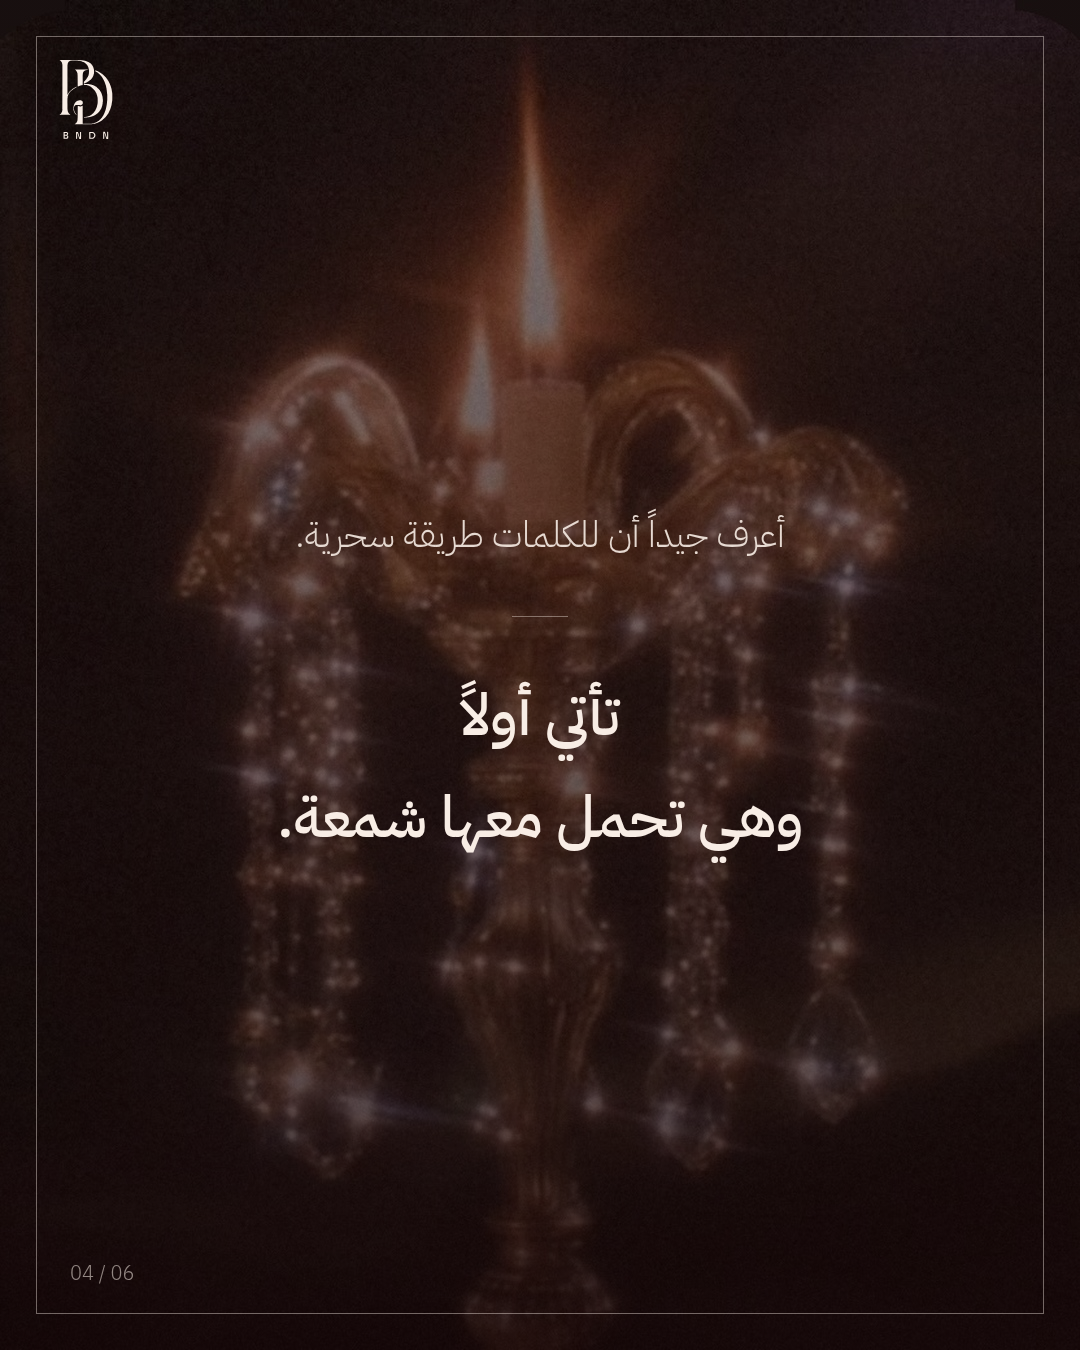 BNDN
أعرف جيداً أن للكلمات طريقة سحرية.
تأتي أولاً
وهي تحمل معها شمعة.
04 / 06